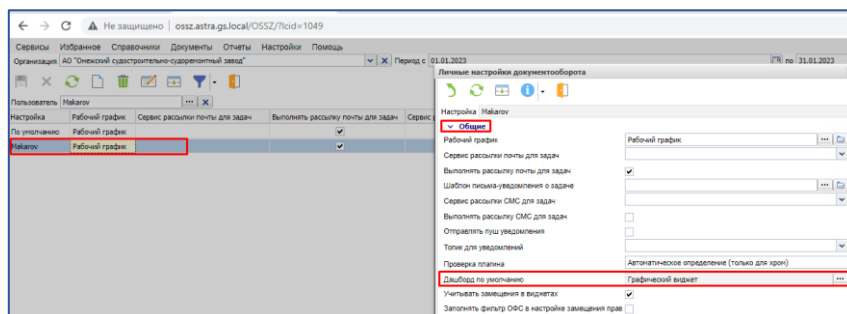 Не защищено | ossz.astra.gs.local/OSSZ/?lcid=1049
Сервисы Избранное Справочники Документы Отчеты Настройки Помощь
Организация АО "Онежский судостроительно-судоремонтный завод" Период с 01.01.2023 по 31.01.2023
Пользователь Makarov
Настройка Рабочий график Сервис рассылки почты для задач Выполнять рассылку почты для задач Сервис
По умолчанию Рабочий график
Makarov Рабочий график
Личные настройки документооборота
Настройка Makarov
Общие
Рабочий график Рабочий график
Сервис рассылки почты для задач
Выполнять рассылку почты для задач
Шаблон письма-уведомления о задаче
Сервис рассылки СМС для задач
Выполнять рассылку СМС для задач
Отправлять пуш уведомления
Топик для уведомлений
Проверка плагина Автоматическое определение (только для хром)
Дашборд по умолчанию Графический виджет
Учитывать замещения в виджетах
Заполнять фильтр ОФС в настройке замещения прав